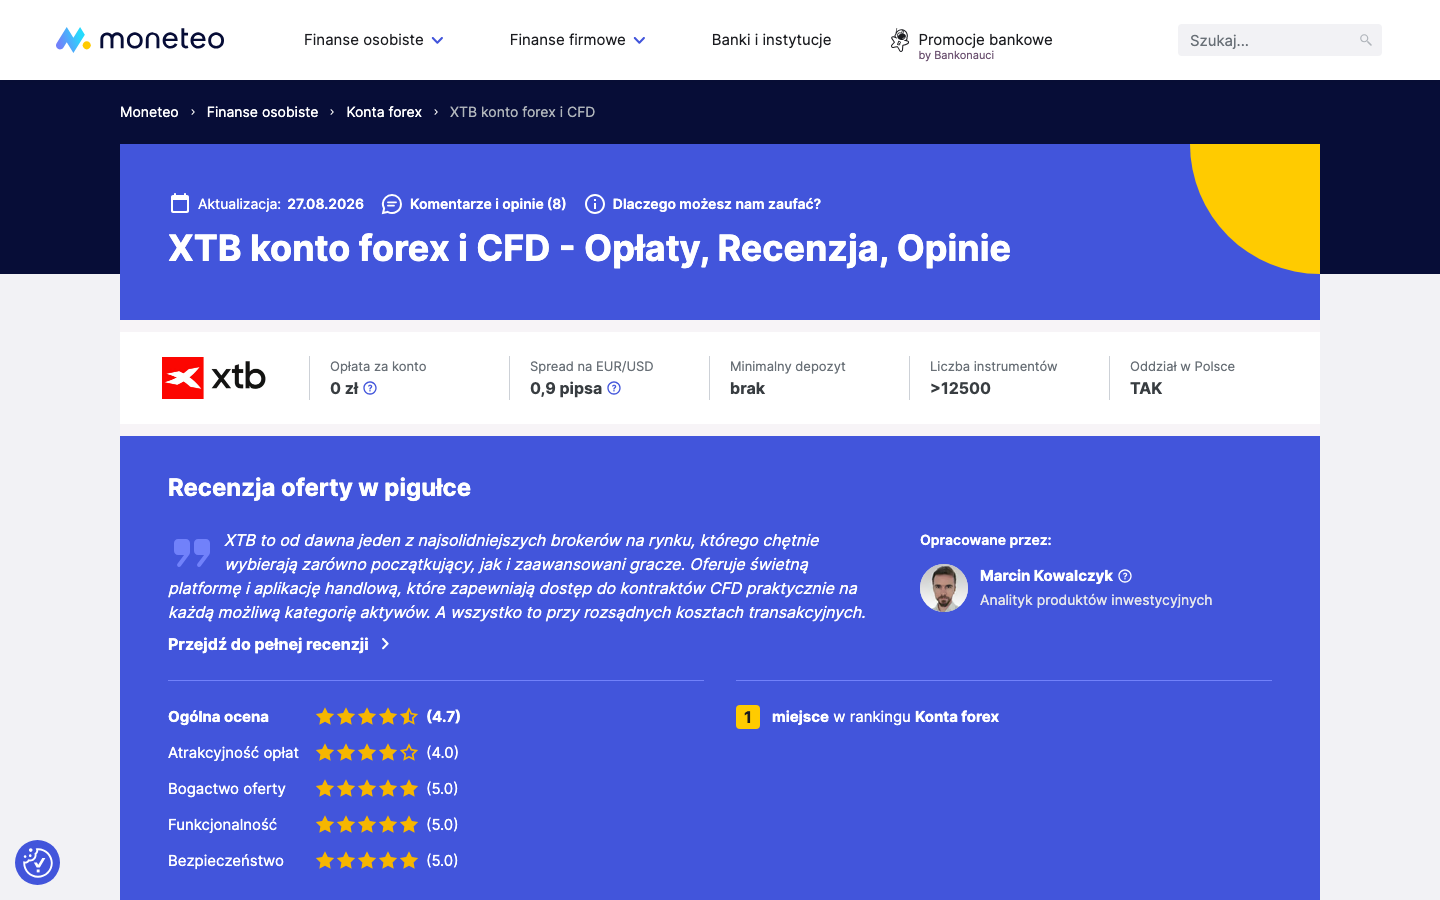 moneteo
Finanse osobiste
Finanse firmowe
Banki i instytucje
Promocje bankowe
by Bankonauci
Szukaj...
Moneteo › Finanse osobiste › Konta forex › XTB konto forex i CFD
Aktualizacja: 27.08.2026
Komentarze i opinie (8)
Dlaczego możesz nam zaufać?
XTB konto forex i CFD - Opłaty, Recenzja, Opinie
xtb
Opłata za konto
0 zł
Spread na EUR/USD
0,9 pipsa
Minimalny depozyt
brak
Liczba instrumentów
>12500
Oddział w Polsce
TAK
Recenzja oferty w pigułce
XTB to od dawna jeden z najsolidniejszych brokerów na rynku, którego chętnie
wybierają zarówno początkujący, jak i zaawansowani gracze. Oferuje świetną
platformę i aplikację handlową, które zapewniają dostęp do kontraktów CFD praktycznie na
każdą możliwą kategorię aktywów. A wszystko to przy rozsądnych kosztach transakcyjnych.
Przejdź do pełnej recenzji
Opracowane przez:
Marcin Kowalczyk
Analityk produktów inwestycyjnych
Ogólna ocena (4.7)
Atrakcyjność opłat (4.0)
Bogactwo oferty (5.0)
Funkcjonalność (5.0)
Bezpieczeństwo (5.0)
1 miejsce w rankingu Konta forex